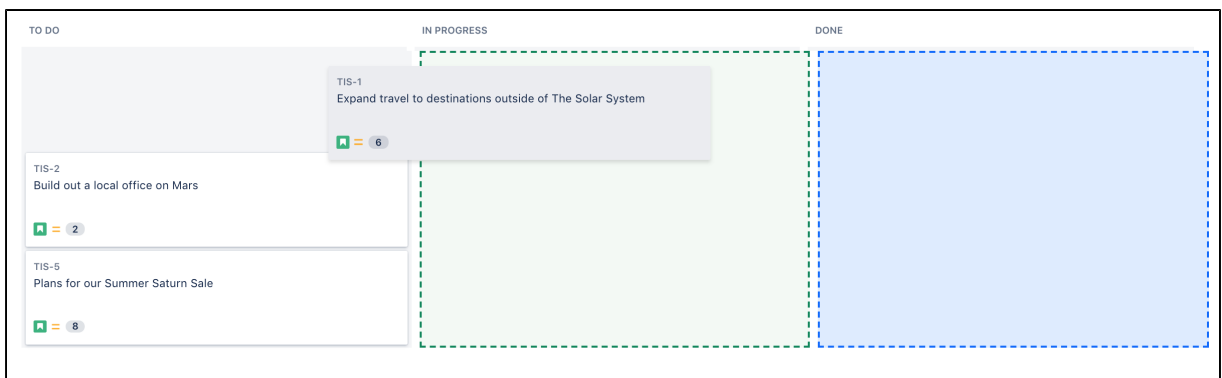 TO DO
IN PROGRESS
DONE
TIS-1
Expand travel to destinations outside of The Solar System
6
TIS-2
Build out a local office on Mars
2
TIS-5
Plans for our Summer Saturn Sale
8